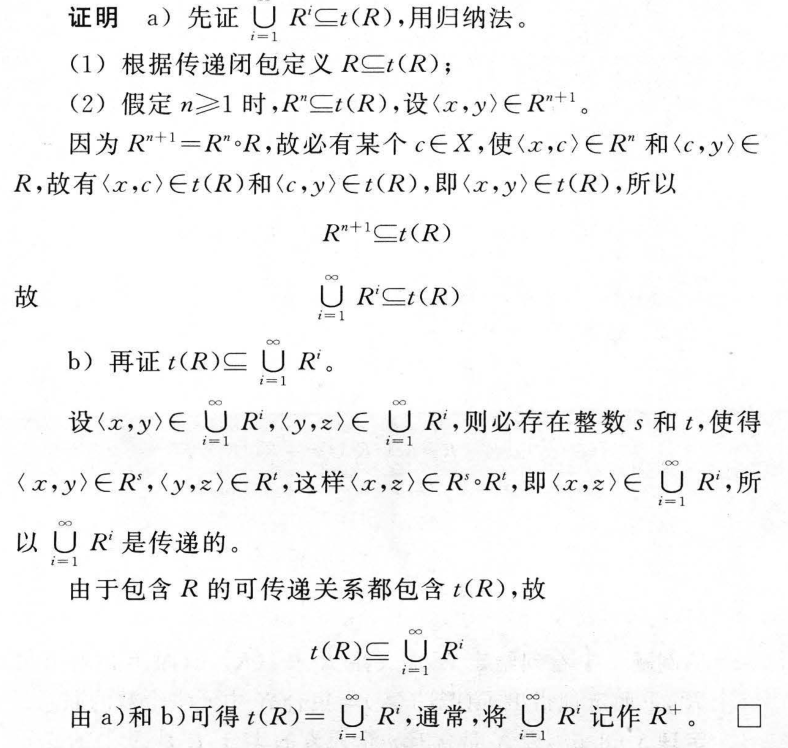 证明 a) 先证 $\bigcup_{i=1}^{\infty} R^i \subseteq t(R)$,用归纳法。
(1) 根据传递闭包定义 $R \subseteq t(R)$;
(2) 假定 $n \geqslant 1$ 时,$R^n \subseteq t(R)$,设 $\langle x,y \rangle \in R^{n+1}$。
因为 $R^{n+1} = R^n \circ R$,故必有某个 $c \in X$,使 $\langle x,c \rangle \in R^n$ 和 $\langle c,y \rangle \in$
$R$,故有 $\langle x,c \rangle \in t(R)$ 和 $\langle c,y \rangle \in t(R)$,即 $\langle x,y \rangle \in t(R)$,所以
$R^{n+1} \subseteq t(R)$
故 $\bigcup_{i=1}^{\infty} R^i \subseteq t(R)$
b) 再证 $t(R) \subseteq \bigcup_{i=1}^{\infty} R^i$。
设 $\langle x,y \rangle \in \bigcup_{i=1}^{\infty} R^i$,$\langle y,z \rangle \in \bigcup_{i=1}^{\infty} R^i$,则必存在整数 $s$ 和 $t$,使得
$\langle x,y \rangle \in R^s$,$\langle y,z \rangle \in R^t$,这样 $\langle x,z \rangle \in R^s \circ R^t$,即 $\langle x,z \rangle \in \bigcup_{i=1}^{\infty} R^i$,所
以 $\bigcup_{i=1}^{\infty} R^i$ 是传递的。
由于包含 $R$ 的可传递关系都包含 $t(R)$,故
$t(R) \subseteq \bigcup_{i=1}^{\infty} R^i$
由 a)和 b)可得 $t(R) = \bigcup_{i=1}^{\infty} R^i$,通常,将 $\bigcup_{i=1}^{\infty} R^i$ 记作 $R^+$。 □